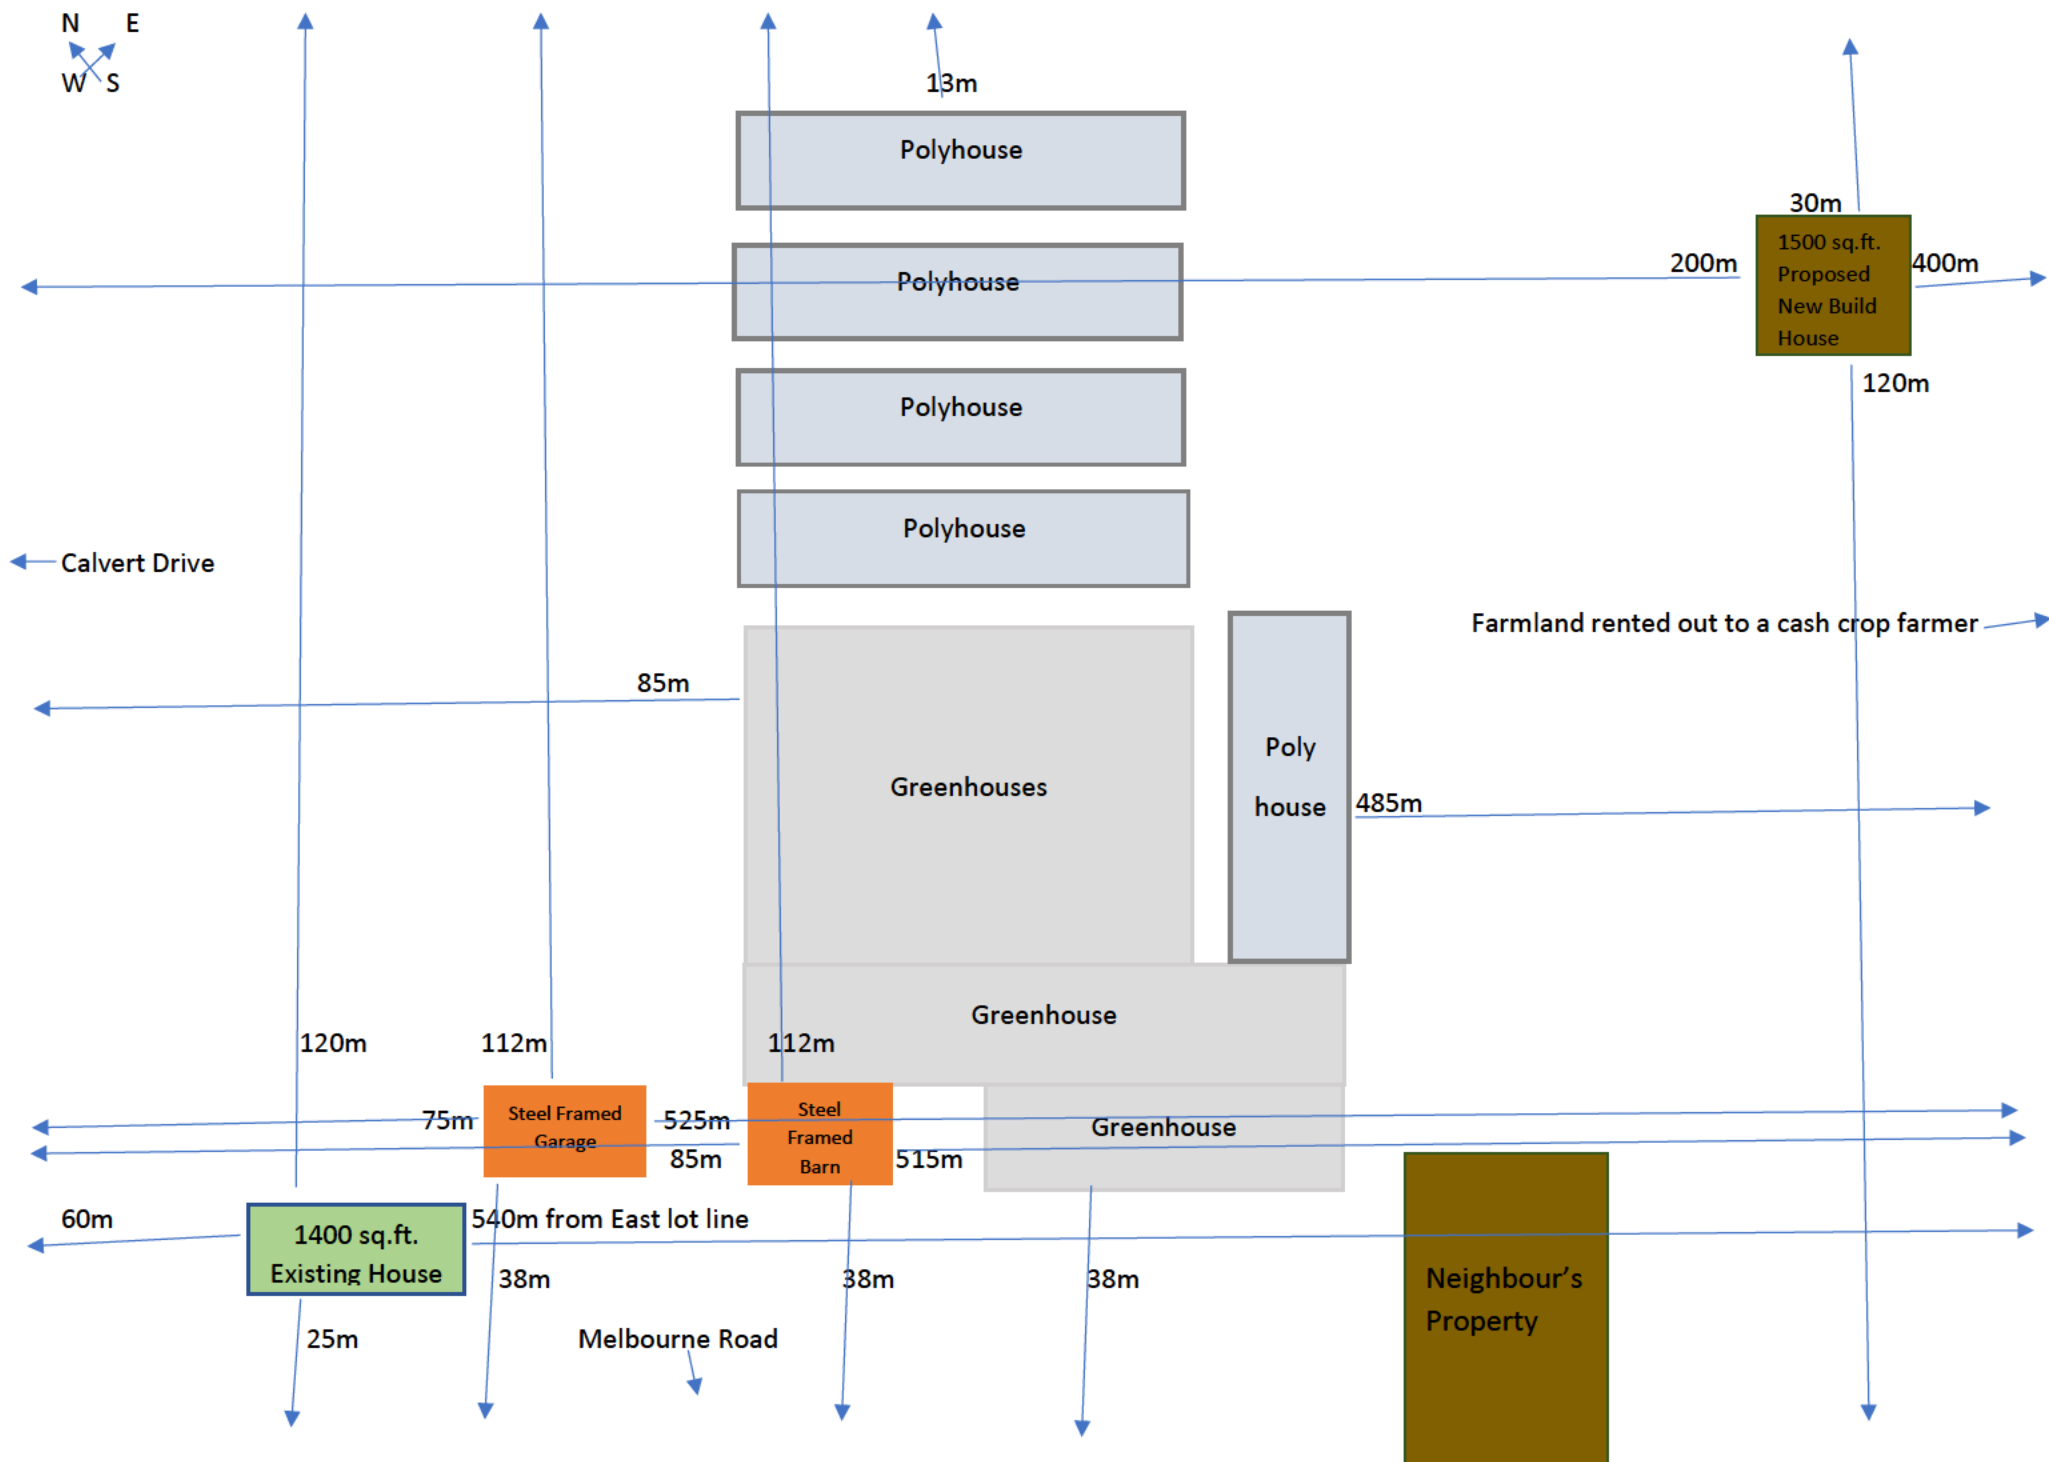 N E
W S
13m
Polyhouse
30m
1500 sq.ft.
Proposed
New Build
House
200m
400m
Polyhouse
120m
Polyhouse
Polyhouse
Calvert Drive
Farmland rented out to a cash crop farmer
85m
Greenhouses
Poly
house
485m
Greenhouse
120m
112m
112m
75m
Steel Framed
Garage
525m
85m
Steel
Framed
Barn
515m
Greenhouse
60m
1400 sq.ft.
Existing House
540m from East lot line
38m
38m
38m
Neighbour's
Property
25m
Melbourne Road